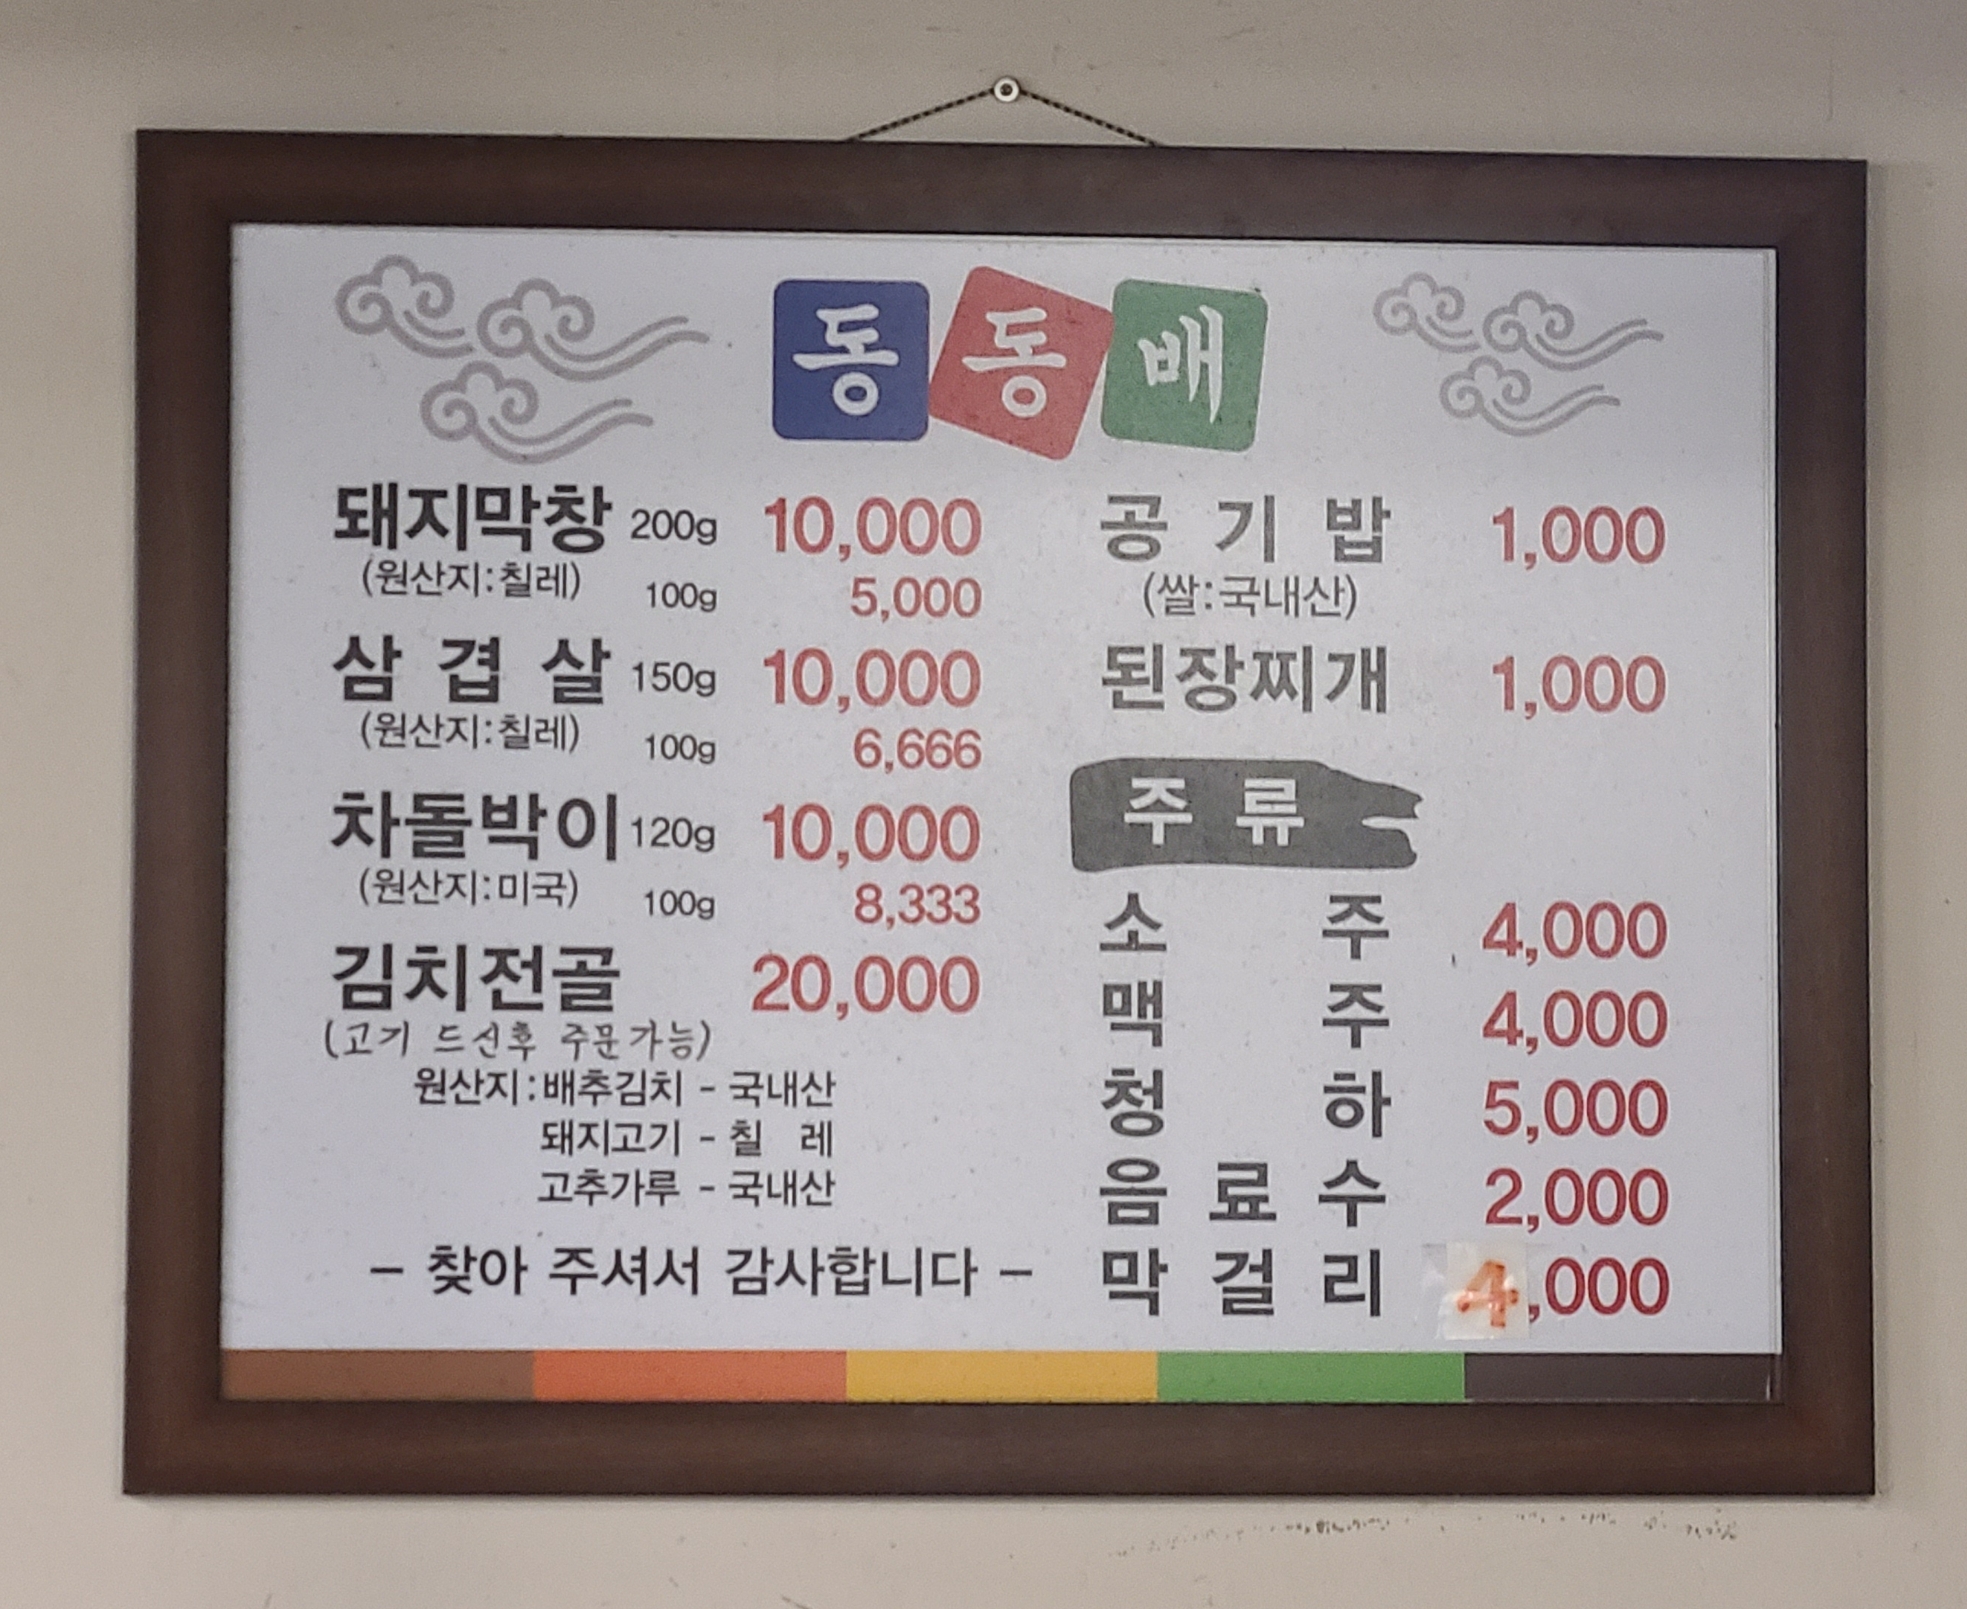 동동배
돼지막창 200g 10,000
(원산지:칠레) 100g 5,000
삼겹살 150g 10,000
(원산지:칠레) 100g 6,666
차돌박이 120g 10,000
(원산지:미국) 100g 8,333
김치전골 20,000
(고기 드신후 주문가능)
원산지:배추김치 - 국내산
돼지고기 - 칠 레
고추가루 - 국내산
- 찾아 주셔서 감사합니다 -
공기밥 1,000
(쌀:국내산)
된장찌개 1,000
주류
소주 4,000
맥주 4,000
청하 5,000
음료수 2,000
막걸리 4,000